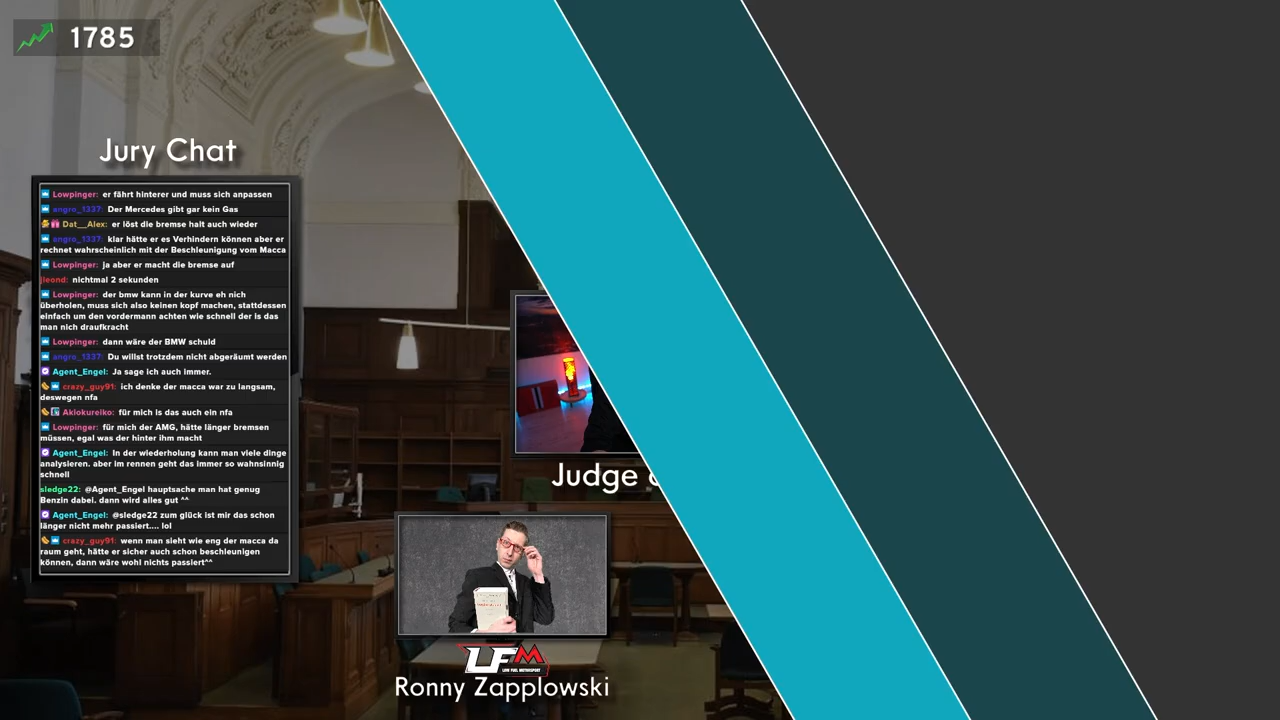 1785
Jury Chat
Lowpinger: er fährt hinterer und muss sich anpassen
angro_1337: Der Mercedes gibt gar kein Gas
Dat__Alex: er löst die bremse halt auch wieder
angro_1337: klar hätte er es Verhindern können aber er
rechnet wahrscheinlich mit der Beschleunigung vom Macca
Lowpinger: ja aber er macht die bremse auf
nichtmal 2 sekunden
Lowpinger: der bmw kann in der kurve eh nich
überholen, muss sich also keinen kopf machen, stattdessen
einfach um den vordermann achten wie schnell der is das
man nich draufkracht
Lowpinger: dann wäre der BMW schuld
angro_1337: Du willst trotzdem nicht abgeräumt werden
Agent_Engel: Ja sage ich auch immer.
crazy_guy91: ich denke der macca war zu langsam,
deswegen nfa
Aklokureiko: für mich is das auch ein nfa
Lowpinger: für mich der AMG, hätte länger bremsen
müssen, egal was der hinter ihm macht
Agent_Engel: In der wiederholung kann man viele dinge
analysieren. aber im rennen geht das immer so wahnsinnig
schnell
sledge22: @Agent_Engel hauptsache man hat genug
Benzin dabei. dann wird alles gut ^^
Agent_Engel: @sledge22 zum glück ist mir das schon
länger nicht mehr passiert.... lol
crazy_guy91: wenn man sieht wie eng der macca da
raum geht, hätte er sicher auch schon beschleunigen
können, dann wäre wohl nichts passiert^^
Judge
LFM
LOW FUEL MOTORSPORT
Ronny Zapplowski